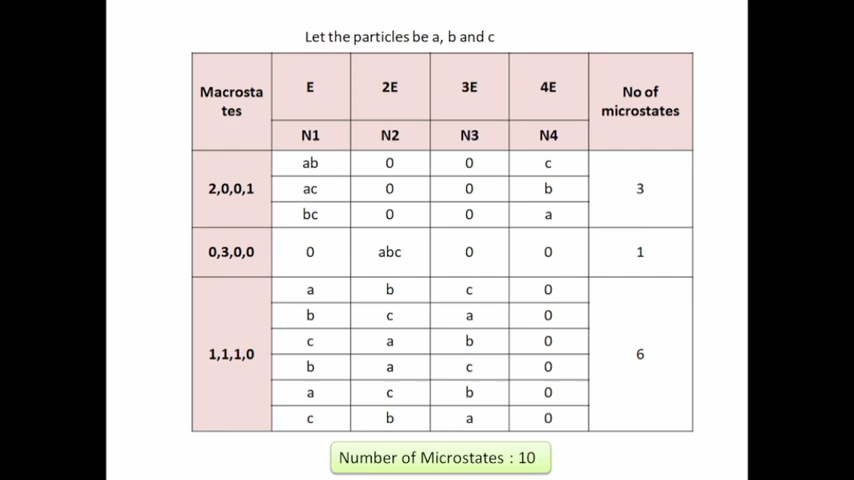 Let the particles be a, b and c
Macrosta
tes
E 2E 3E 4E
No of
microstates
N1 N2 N3 N4
2,0,0,1
ab 0 0 c
ac 0 0 b
bc 0 0 a
3
0,3,0,0 0 abc 0 0 1
1,1,1,0
a b c 0
b c a 0
c a b 0
b a c 0
a c b 0
c b a 0
6
Number of Microstates : 10